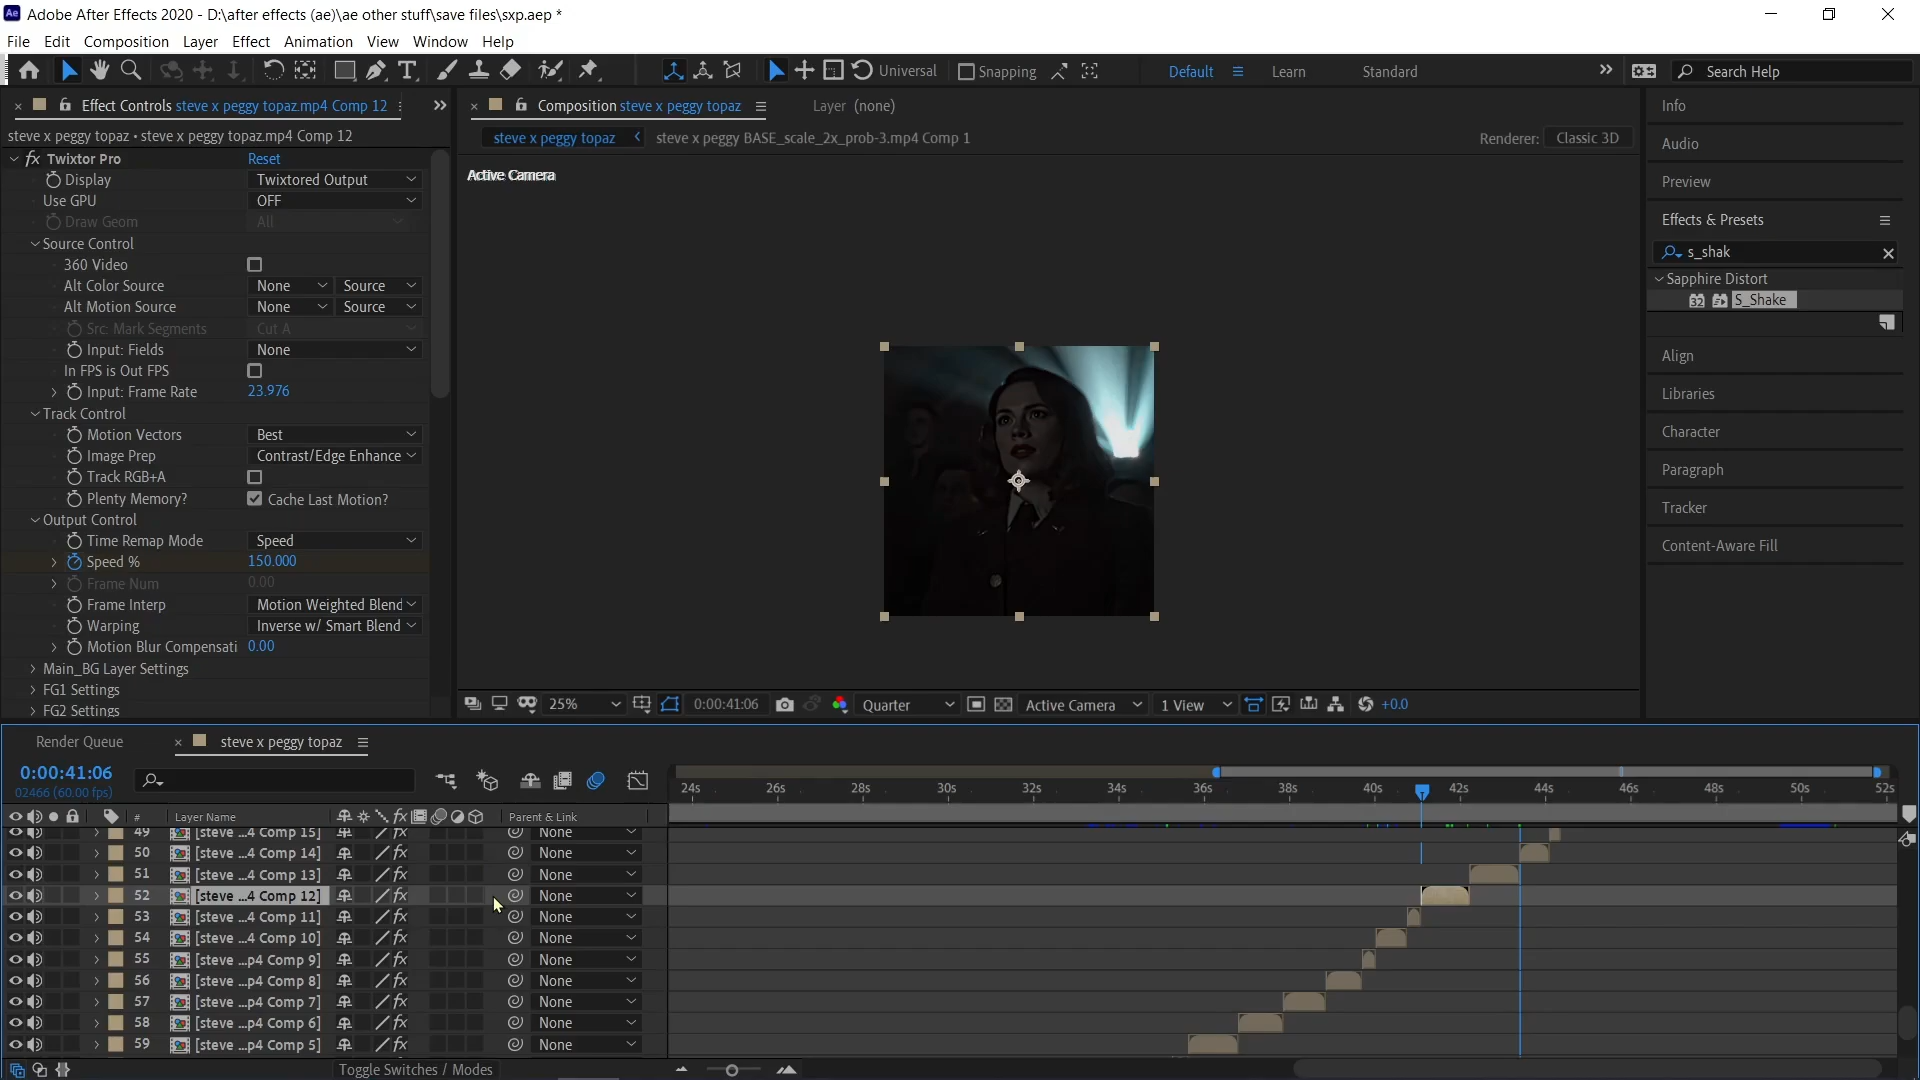 Ae Adobe After Effects 2020 - D:\after effects (ae)\ae other stuff\save files\sxp.aep *
File Edit Composition Layer Effect Animation View Window Help
Universal Snapping Default Learn Standard Search Help
Effect Controls steve x peggy topaz.mp4 Comp 12
Composition steve x peggy topaz
Layer (none)
steve x peggy topaz • steve x peggy topaz.mp4 Comp 12
steve x peggy topaz steve x peggy BASE_scale_2x_prob-3.mp4 Comp 1
Renderer: Classic 3D
Active Camera
fx Twixtor Pro Reset
Display Twixtored Output
Use GPU OFF
Draw Geom All
Source Control
360 Video
Alt Color Source None Source
Alt Motion Source None Source
Src: Mark Segments Cut A
Input: Fields None
In FPS is Out FPS
Input: Frame Rate 23.976
Track Control
Motion Vectors Best
Image Prep Contrast/Edge Enhance
Track RGB+A
Plenty Memory? Cache Last Motion?
Output Control
Time Remap Mode Speed
Speed % 150.000
Frame Num 0.00
Frame Interp Motion Weighted Blend
Warping Inverse w/ Smart Blend
Motion Blur Compensati 0.00
Main_BG Layer Settings
FG1 Settings
FG2 Settings
25% 0:00:41:06 Quarter Active Camera 1 View +0.0
Info
Audio
Preview
Effects & Presets
s_shak
Sapphire Distort
32 S_Shake
Align
Libraries
Character
Paragraph
Tracker
Content-Aware Fill
Render Queue steve x peggy topaz
0:00:41:06
02466 (60.00 fps)
24s 26s 28s 30s 32s 34s 36s 38s 40s 42s 44s 46s 48s 50s 52s
# Layer Name fx Parent & Link
49 [steve ...4 Comp 15] fx None
50 [steve ...4 Comp 14] fx None
51 [steve ...4 Comp 13] fx None
52 [steve ...4 Comp 12] fx None
53 [steve ...4 Comp 11] fx None
54 [steve ...4 Comp 10] fx None
55 [steve ...p4 Comp 9] fx None
56 [steve ...p4 Comp 8] fx None
57 [steve ...p4 Comp 7] fx None
58 [steve ...p4 Comp 6] fx None
59 [steve ...p4 Comp 5] fx None
Toggle Switches / Modes